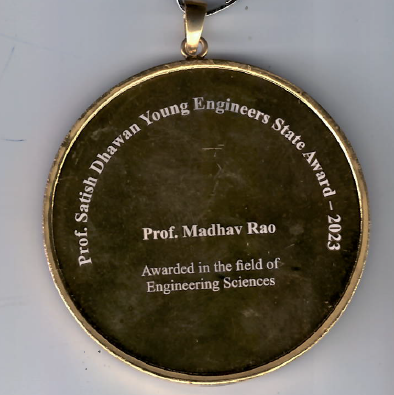 Prof. Satish Dhawan Young Engineers State Award – 2023
Prof. Madhav Rao
Awarded in the field of
Engineering Sciences